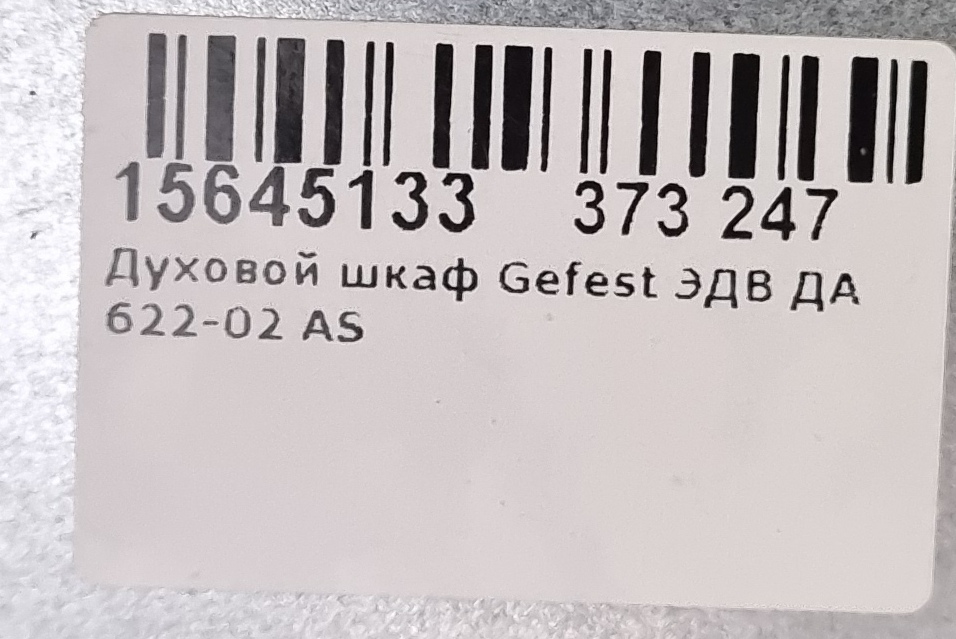 15645133 373 247
Духовой шкаф Gefest ЭДВ ДА
622-02 AS